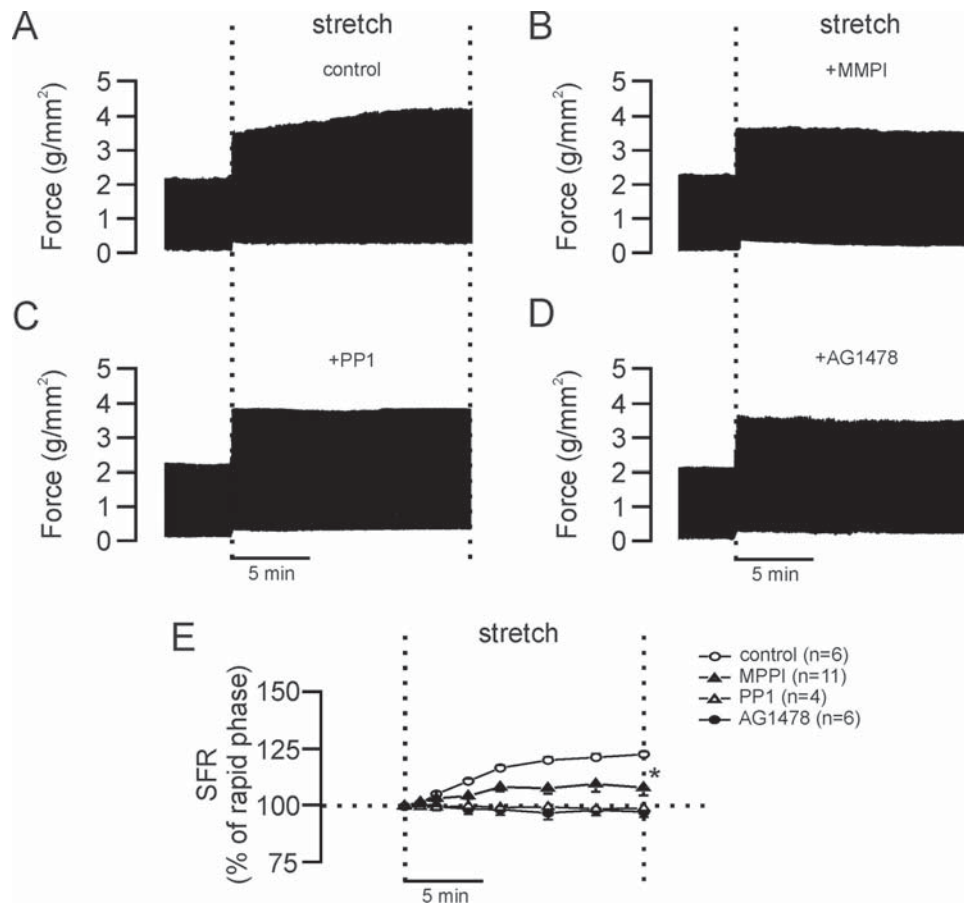 A
stretch
control
Force (g/mm²)
5
4
3
2
1
0
B
stretch
+MMPI
Force (g/mm²)
5
4
3
2
1
0
C
+PP1
Force (g/mm²)
5
4
3
2
1
0
5 min
D
+AG1478
Force (g/mm²)
5
4
3
2
1
0
5 min
E
stretch
SFR
(% of rapid phase)
150
125
100
75
*
5 min
control (n=6)
MPPI (n=11)
PP1 (n=4)
AG1478 (n=6)